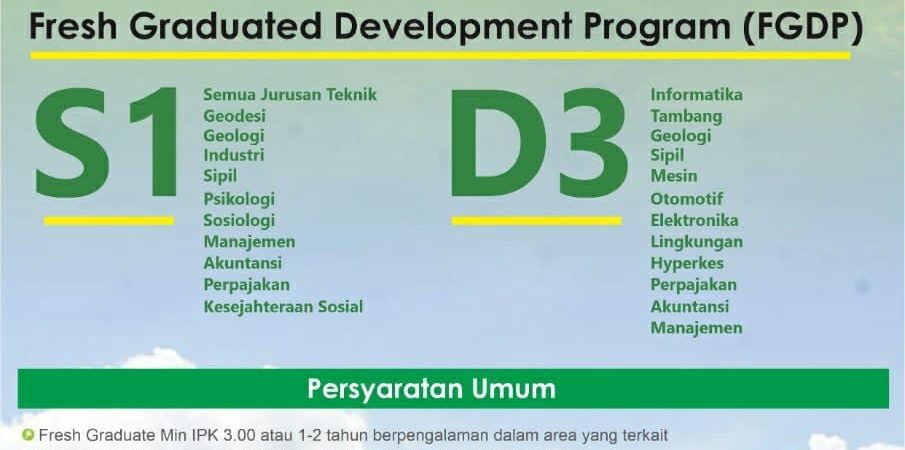 Fresh Graduated Development Program (FGDP)
S1
Semua Jurusan Teknik
Geodesi
Geologi
Industri
Sipil
Psikologi
Sosiologi
Manajemen
Akuntansi
Perpajakan
Kesejahteraan Sosial
D3
Informatika
Tambang
Geologi
Sipil
Mesin
Otomotif
Elektronika
Lingkungan
Hyperkes
Perpajakan
Akuntansi
Manajemen
Persyaratan Umum
Fresh Graduate Min IPK 3.00 atau 1-2 tahun berpengalaman dalam area yang terkait